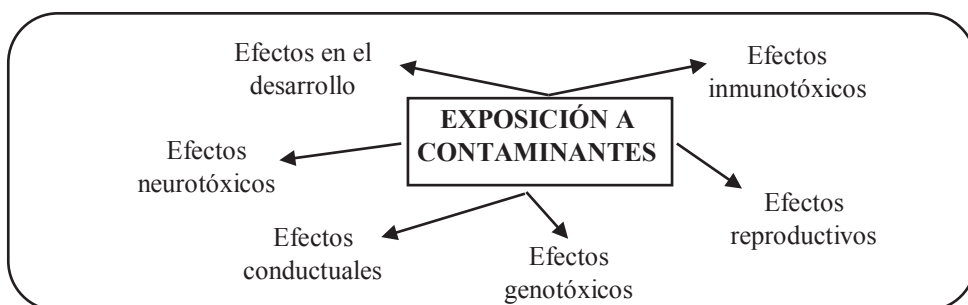 Efectos en el
desarrollo
Efectos
inmunotóxicos
EXPOSICIÓN A
CONTAMINANTES
Efectos
neurotóxicos
Efectos
reproductivos
Efectos
conductuales
Efectos
genotóxicos